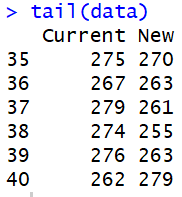 > tail(data)
   Current New
35     275 270
36     267 263
37     279 261
38     274 255
39     276 263
40     262 279